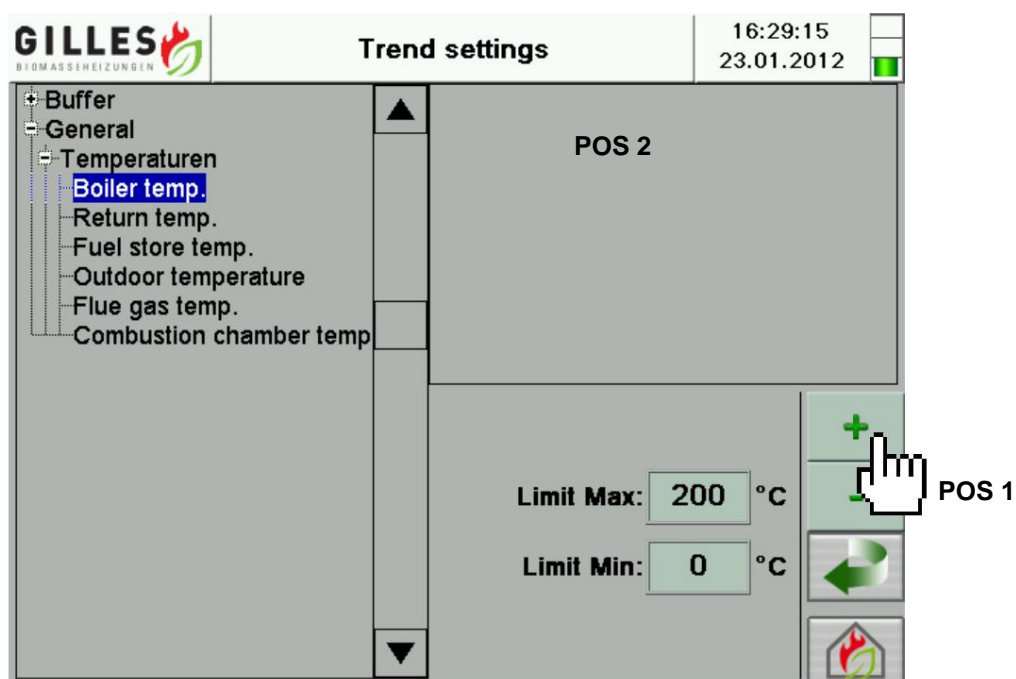 GILLES
BIOMASSEHEIZUNGEN
Trend settings
16:29:15
23.01.2012
Buffer
General
Temperaturen
Boiler temp.
Return temp.
Fuel store temp.
Outdoor temperature
Flue gas temp.
Combustion chamber temp
POS 2
+
-
POS 1
Limit Max: 200 °C
Limit Min: 0 °C